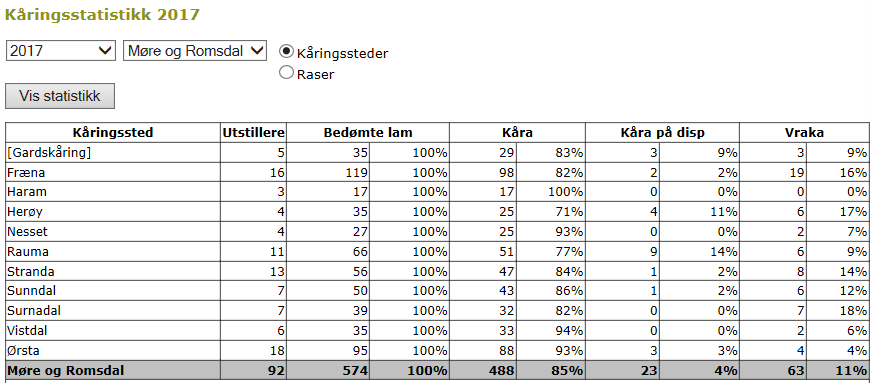 Kåringsstatistikk 2017
2017 Møre og Romsdal Kåringssteder
Raser
Vis statistikk
Kåringssted Utstillere Bedømte lam Kåra Kåra på disp Vraka
[Gardskåring] 5 35 100% 29 83% 3 9% 3 9%
Fræna 16 119 100% 98 82% 2 2% 19 16%
Haram 3 17 100% 17 100% 0 0% 0 0%
Herøy 4 35 100% 25 71% 4 11% 6 17%
Nesset 4 27 100% 25 93% 0 0% 2 7%
Rauma 11 66 100% 51 77% 9 14% 6 9%
Stranda 13 56 100% 47 84% 1 2% 8 14%
Sunndal 7 50 100% 43 86% 1 2% 6 12%
Surnadal 7 39 100% 32 82% 0 0% 7 18%
Vistdal 6 35 100% 33 94% 0 0% 2 6%
Ørsta 18 95 100% 88 93% 3 3% 4 4%
Møre og Romsdal 92 574 100% 488 85% 23 4% 63 11%